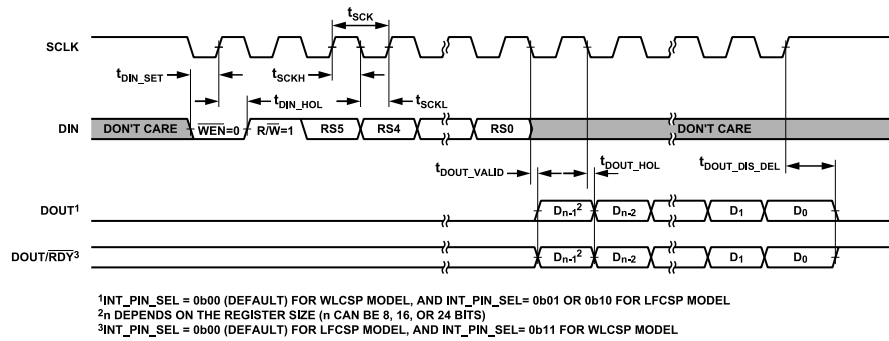 tSCK
SCLK
tDIN_SET
tSCKH
tDIN_HOL
tSCKL
DIN
DON'T CARE
WEN=0
R/W=1
RS5
RS4
RS0
DON'T CARE
tDOUT_VALID
tDOUT_HOL
tDOUT_DIS_DEL
DOUT1
Dn-12
Dn-2
D1
D0
DOUT/RDY3
Dn-12
Dn-2
D1
D0
1INT_PIN_SEL = 0b00 (DEFAULT) FOR WLCSP MODEL, AND INT_PIN_SEL= 0b01 OR 0b10 FOR LFCSP MODEL
2n DEPENDS ON THE REGISTER SIZE (n CAN BE 8, 16, OR 24 BITS)
3INT_PIN_SEL = 0b00 (DEFAULT) FOR LFCSP MODEL, AND INT_PIN_SEL= 0b11 FOR WLCSP MODEL